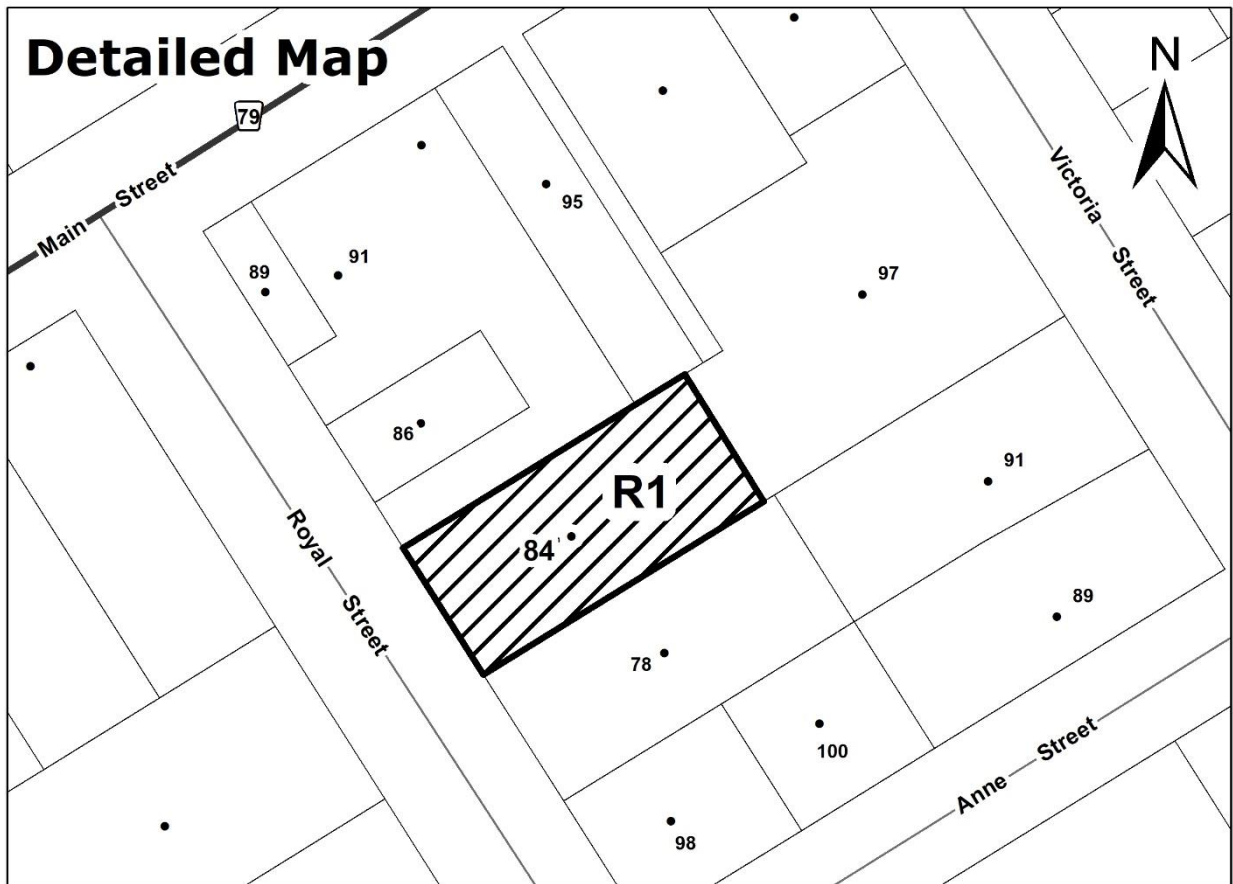 Detailed Map
N
79
Main Street
Victoria Street
95
91
89
97
86
R1
84
91
Royal Street
89
78
100
Anne Street
98